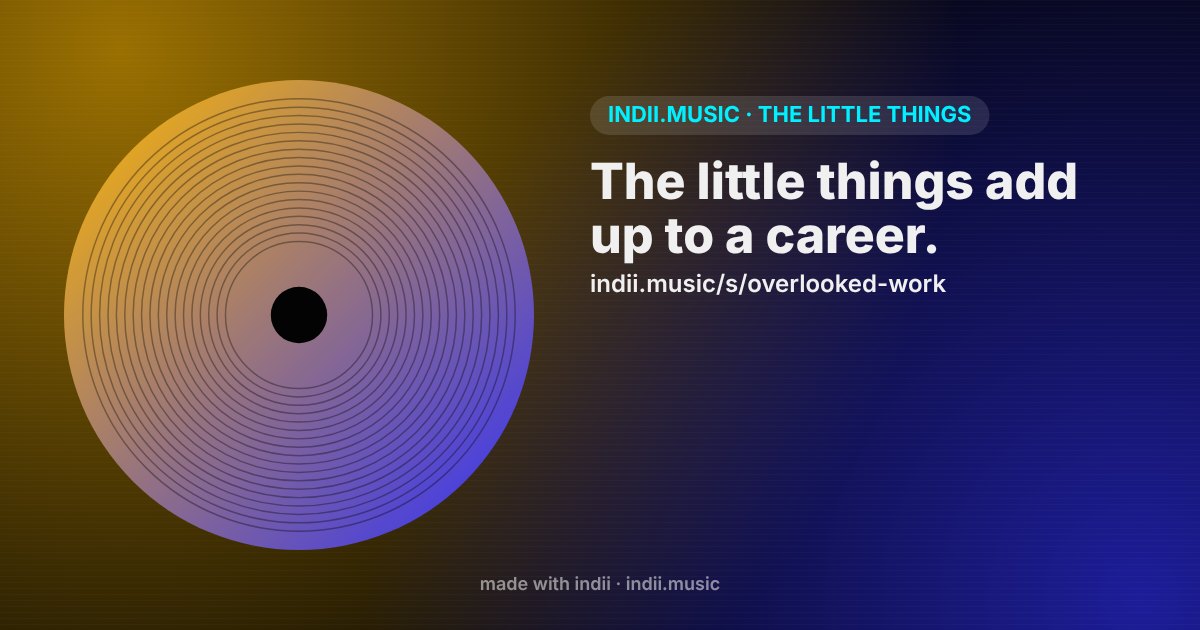 INDII.MUSIC · THE LITTLE THINGS
The little things add
up to a career.
indii.music/s/overlooked-work
made with indii · indii.music